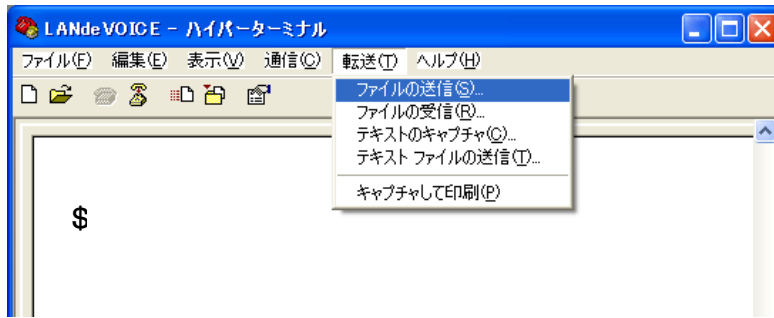 LANdeVOICE - ハイパーターミナル
ファイル(F) 編集(E) 表示(V) 通信(C) 転送(T) ヘルプ(H)
ファイルの送信(S)...
ファイルの受信(R)...
テキストのキャプチャ(C)...
テキスト ファイルの送信(T)...
キャプチャして印刷(P)
$